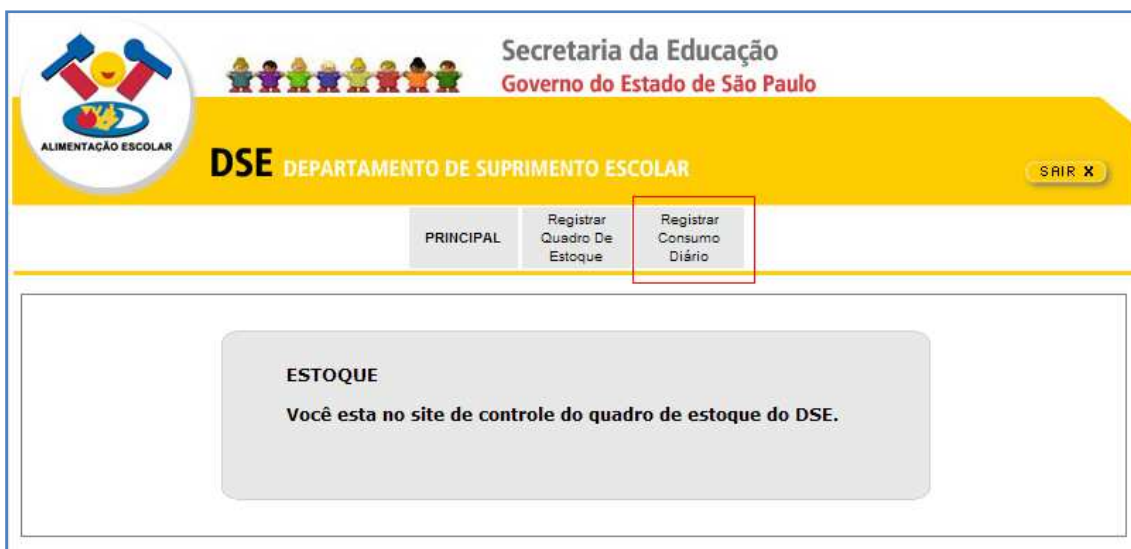 Secretaria da Educação
Governo do Estado de São Paulo
ALIMENTAÇÃO ESCOLAR
DSE DEPARTAMENTO DE SUPRIMENTO ESCOLAR
SAIR X
PRINCIPAL
Registrar
Quadro De
Estoque
Registrar
Consumo
Diário
ESTOQUE
Você esta no site de controle do quadro de estoque do DSE.